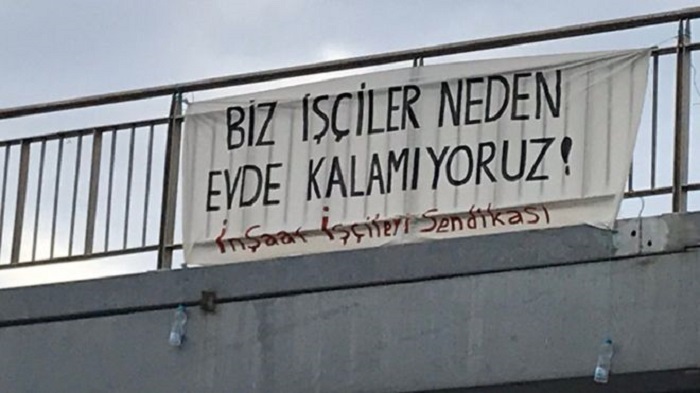 BİZ İŞÇİLER NEDEN
EVDE KALAMIYORUZ!
İnşaat İşçileri Sendikası